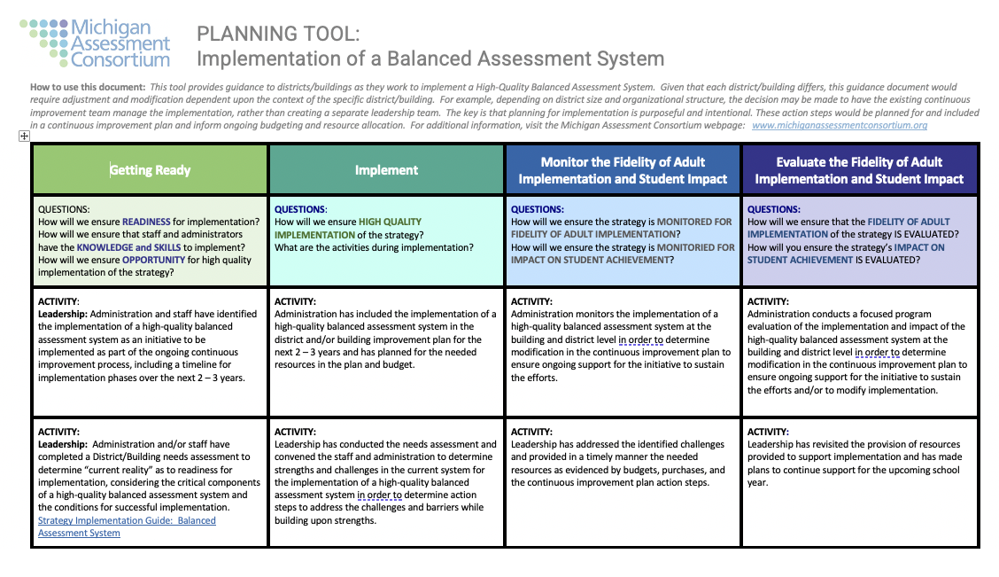 Michigan
Assessment
Consortium
PLANNING TOOL:
Implementation of a Balanced Assessment System
How to use this document: This tool provides guidance to districts/buildings as they work to implement a High-Quality Balanced Assessment System. Given that each district/building differs, this guidance document would
require adjustment and modification dependent upon the context of the specific district/building. For example, depending on district size and organizational structure, the decision may be made to have the existing continuous
improvement team manage the implementation, rather than creating a separate leadership team. The key is that planning for implementation is purposeful and intentional. These action steps would be planned for and included
in a continuous improvement plan and inform ongoing budgeting and resource allocation. For additional information, visit the Michigan Assessment Consortium webpage: www.michiganassessmentconsortium.org
Getting Ready
Implement
Monitor the Fidelity of Adult
Implementation and Student Impact
Evaluate the Fidelity of Adult
Implementation and Student Impact
QUESTIONS:
How will we ensure READINESS for implementation?
How will we ensure that staff and administrators
have the KNOWLEDGE and SKILLS to implement?
How will we ensure OPPORTUNITY for high quality
implementation of the strategy?
QUESTIONS:
How will we ensure HIGH QUALITY
IMPLEMENTATION of the strategy?
What are the activities during implementation?
QUESTIONS:
How will we ensure the strategy is MONITORED FOR
FIDELITY OF ADULT IMPLEMENTATION?
How will we ensure the strategy is MONITORED FOR
IMPACT ON STUDENT ACHIEVEMENT?
QUESTIONS:
How will we ensure that the FIDELITY OF ADULT
IMPLEMENTATION of the strategy IS EVALUATED?
How will you ensure the strategy's IMPACT ON
STUDENT ACHIEVEMENT IS EVALUATED?
ACTIVITY:
Leadership: Administration and staff have identified
the implementation of a high-quality balanced
assessment system as an initiative to be
implemented as part of the ongoing continuous
improvement process, including a timeline for
implementation phases over the next 2 – 3 years.
ACTIVITY:
Administration has included the implementation of a
high-quality balanced assessment system in the
district and/or building improvement plan for the
next 2 – 3 years and has planned for the needed
resources in the plan and budget.
ACTIVITY:
Administration monitors the implementation of a
high-quality balanced assessment system at the
building and district level in order to determine
modification in the continuous improvement plan to
ensure ongoing support for the initiative to sustain
the efforts.
ACTIVITY:
Administration conducts a focused program
evaluation of the implementation and impact of the
high-quality balanced assessment system at the
building and district level in order to determine
modification in the continuous improvement plan to
ensure ongoing support for the initiative to sustain
the efforts and/or to modify implementation.
ACTIVITY:
Leadership: Administration and/or staff have
completed a District/Building needs assessment to
determine “current reality” as to readiness for
implementation, considering the critical components
of a high-quality balanced assessment system and
the conditions for successful implementation.
Strategy Implementation Guide: Balanced
Assessment System
ACTIVITY:
Leadership has conducted the needs assessment and
convened the staff and administration to determine
strengths and challenges in the current system for
the implementation of a high-quality balanced
assessment system in order to determine action
steps to address the challenges and barriers while
building upon strengths.
ACTIVITY:
Leadership has addressed the identified challenges
and provided in a timely manner the needed
resources as evidenced by budgets, purchases, and
the continuous improvement plan action steps.
ACTIVITY:
Leadership has revisited the provision of resources
provided to support implementation and has made
plans to continue support for the upcoming school
year.